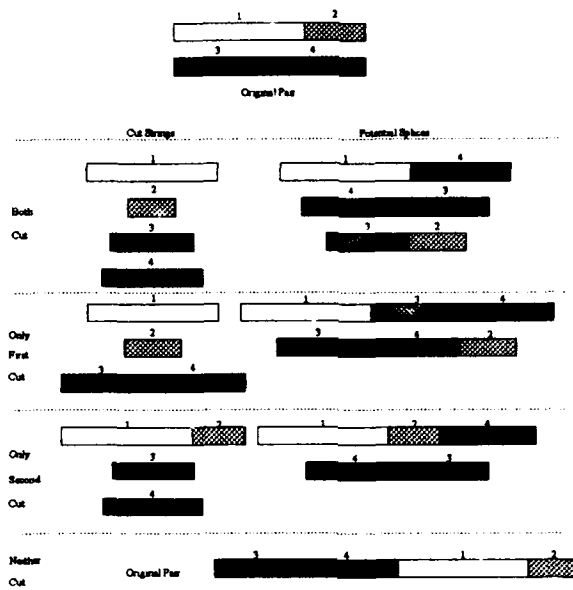 1 2
3 4
Original Pair
Cut Strings Potential Splices
1 1 4
2 4 3
Both
3 3 2
Cut
4
1 1 3 4
Only
2 3 4 2
First
Cut
3 4
1 2 1 2 4
Only
3 4 3
Second
4
Cut
Neither
3 4 1 2
Original Pair
Cut